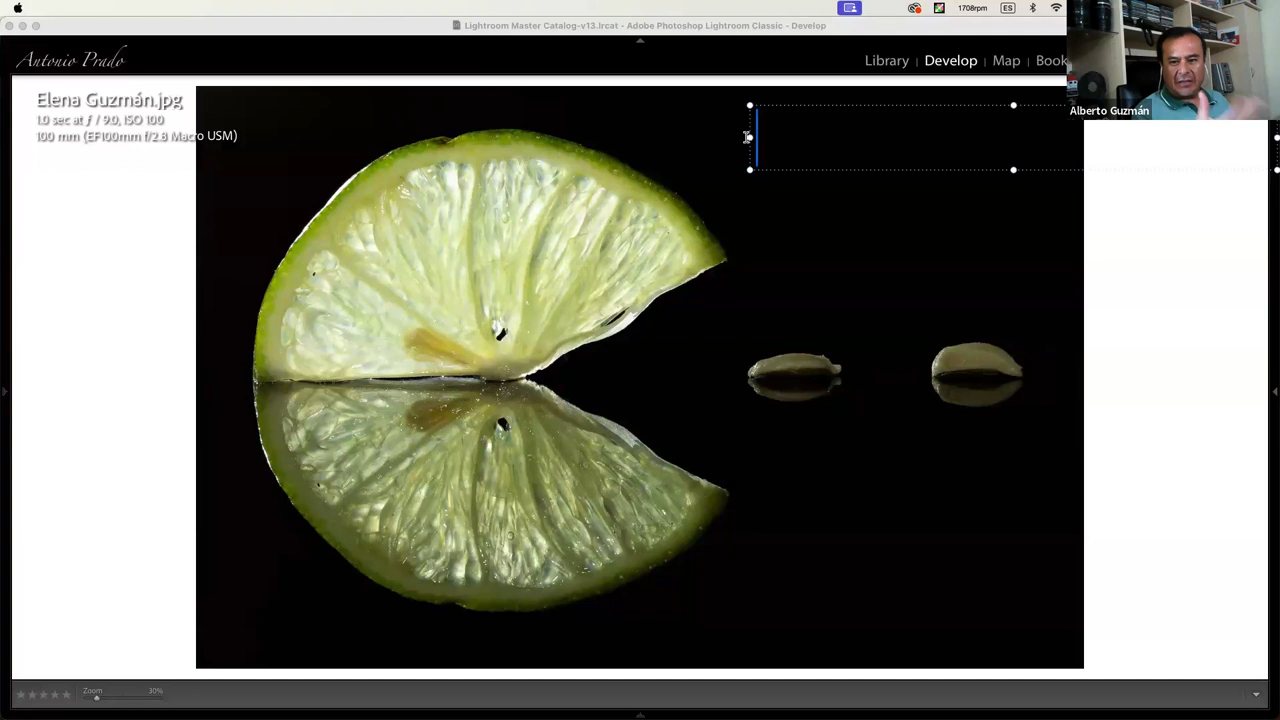 1708rpm
ES
Lightroom Master Catalog-v13.lrcat - Adobe Photoshop Lightroom Classic - Develop
Antonio Prado
Library | Develop | Map | Book
Elena Guzmán.jpg
1.0 sec at ƒ / 9.0, ISO 100
100 mm (EF100mm f/2.8 Macro USM)
Alberto Guzmán
Zoom 30%